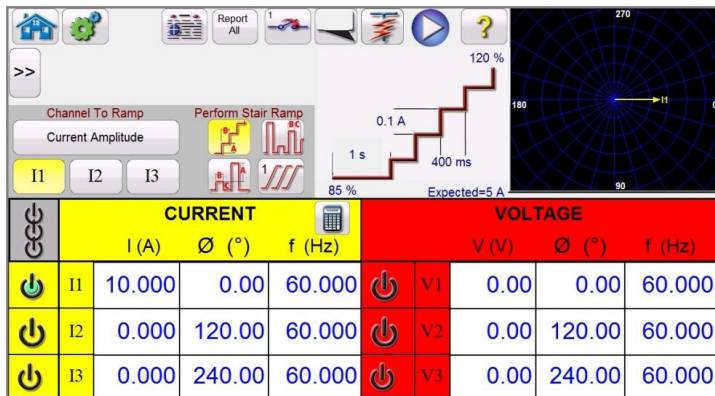 Report
All
1
?
>>
Channel To Ramp
Current Amplitude
I1 I2 I3
Perform Stair Ramp
B
A
BC
A
B
C
1
120 %
0.1 A
1 s
400 ms
85 %
Expected=5 A
270
180
0
I1
90
CURRENT
I (A) Ø (°) f (Hz)
VOLTAGE
V (V) Ø (°) f (Hz)
I1 10.000 0.00 60.000 V1 0.00 0.00 60.000
I2 0.000 120.00 60.000 V2 0.00 120.00 60.000
I3 0.000 240.00 60.000 V3 0.00 240.00 60.000